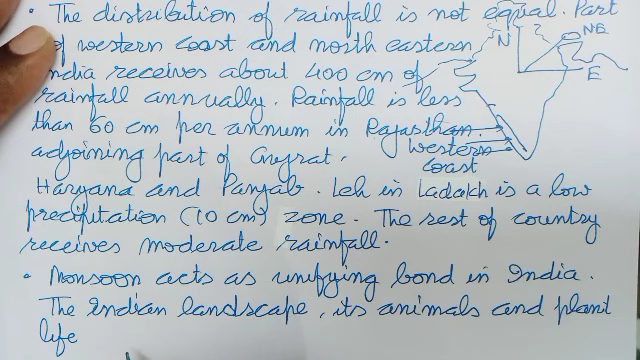 • The distribution of rainfall is not equal. Part
of western coast and north eastern
India receives about 400 cm of
rainfall annually. Rainfall is less
than 60 cm per annum in Rajasthan
adjoining part of Gugrat.
Haryana and Panjab. Leh in Ladakh is a low
precipitation (10 cm) zone. The rest of country
receives moderate rainfall.
• Monsoon acts as unifying bond in India.
The Indian landscape, its animals and plant
life
N
NE
E
western
coast